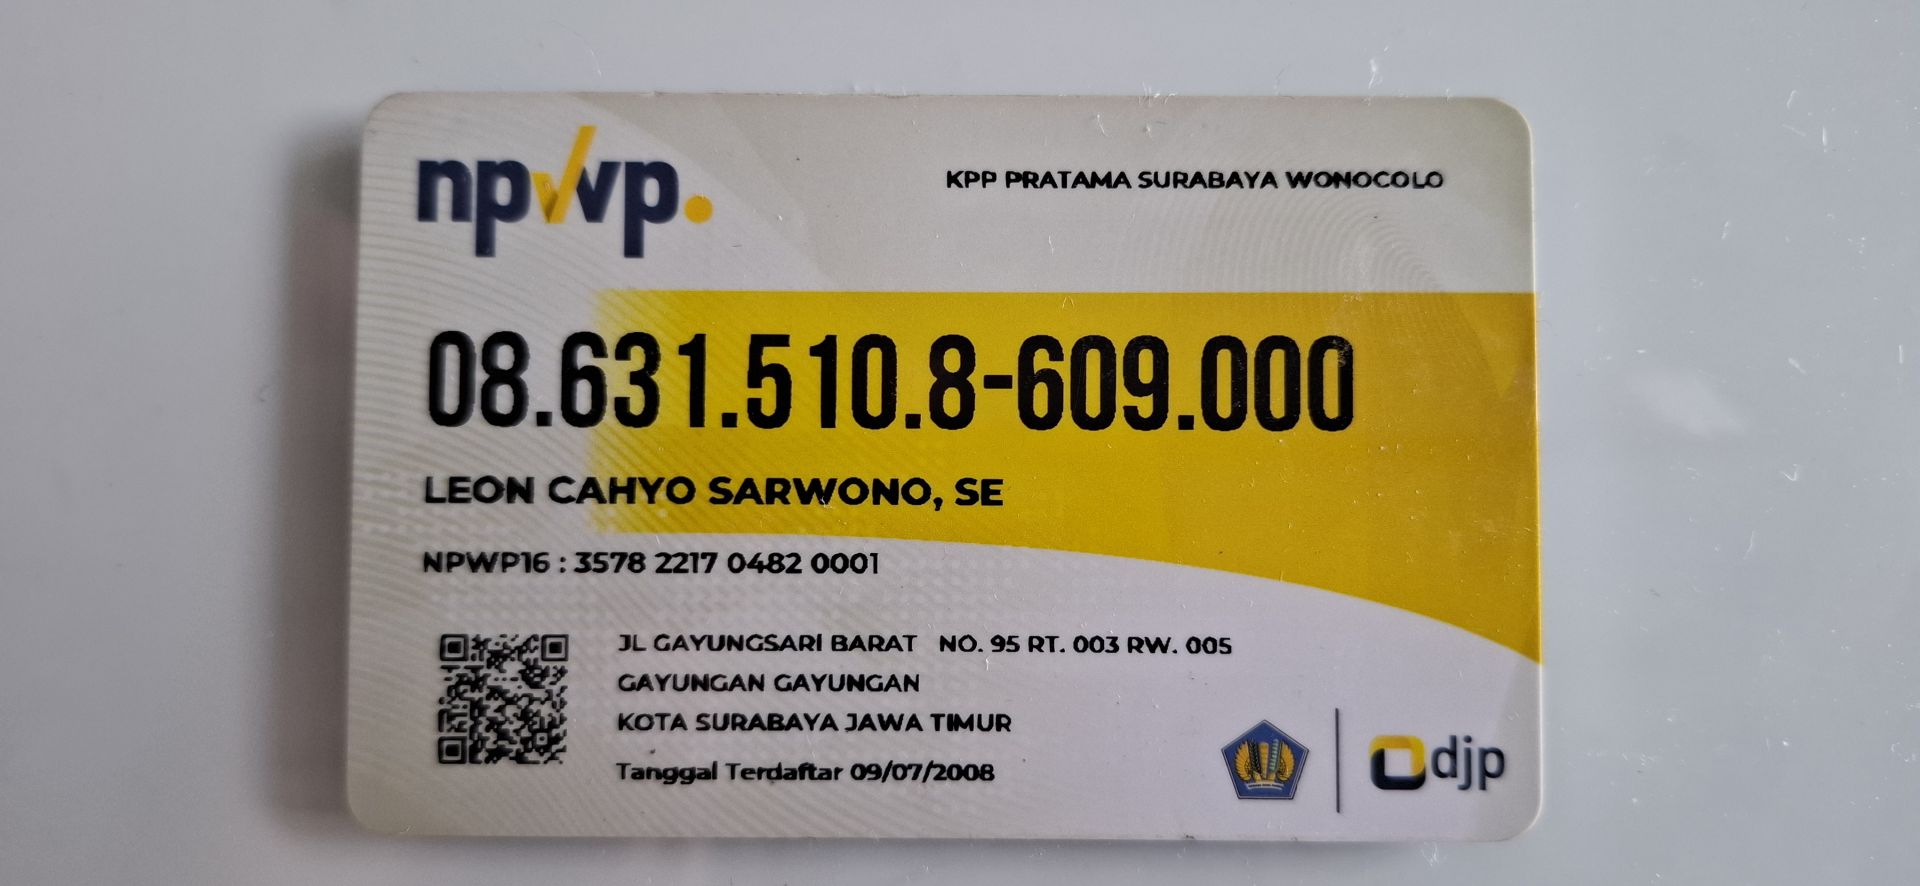 npwp.
KPP PRATAMA SURABAYA WONOCOLO
08.631.510.8-609.000
LEON CAHYO SARWONO, SE
NPWP16 : 3578 2217 0482 0001
JL GAYUNGSARI BARAT NO. 95 RT. 003 RW. 005
GAYUNGAN GAYUNGAN
KOTA SURABAYA JAWA TIMUR
Tanggal Terdaftar 09/07/2008
djp